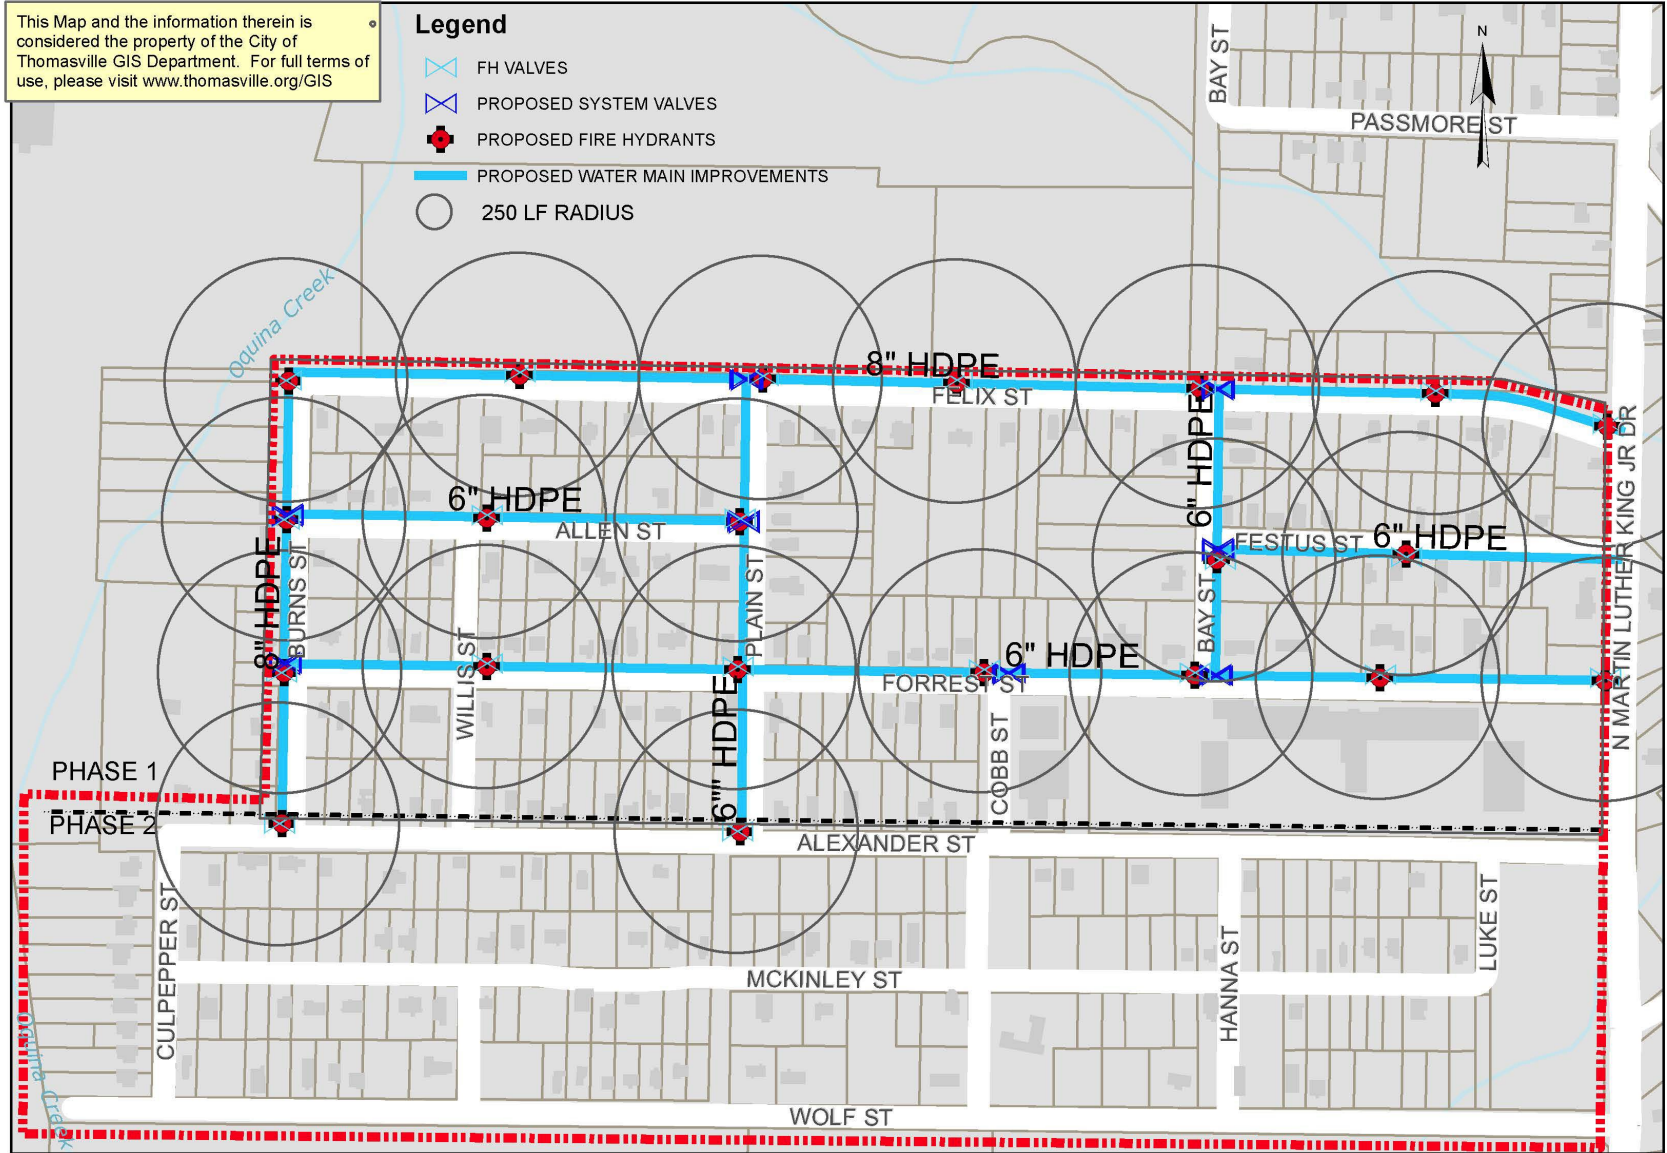 This Map and the information therein is
considered the property of the City of
Thomasville GIS Department. For full terms of
use, please visit www.thomasville.org/GIS
Legend
FH VALVES
PROPOSED SYSTEM VALVES
PROPOSED FIRE HYDRANTS
PROPOSED WATER MAIN IMPROVEMENTS
250 LF RADIUS
N
BAY ST
PASSMORE ST
Oquina Creek
8" HDPE
FELIX ST
6" HDPE
6" HDPE
ALLEN ST
FESTUS ST
6" HDPE
N MARTIN LUTHER KING JR DR
8" HDPE
BURNS ST
PLAIN ST
BAY ST
WILLIS ST
6" HDPE
FORREST ST
6"" HDPE
COBB ST
PHASE 1
PHASE 2
ALEXANDER ST
CULPEPPER ST
LUKE ST
HANNA ST
MCKINLEY ST
Oquina Creek
WOLF ST